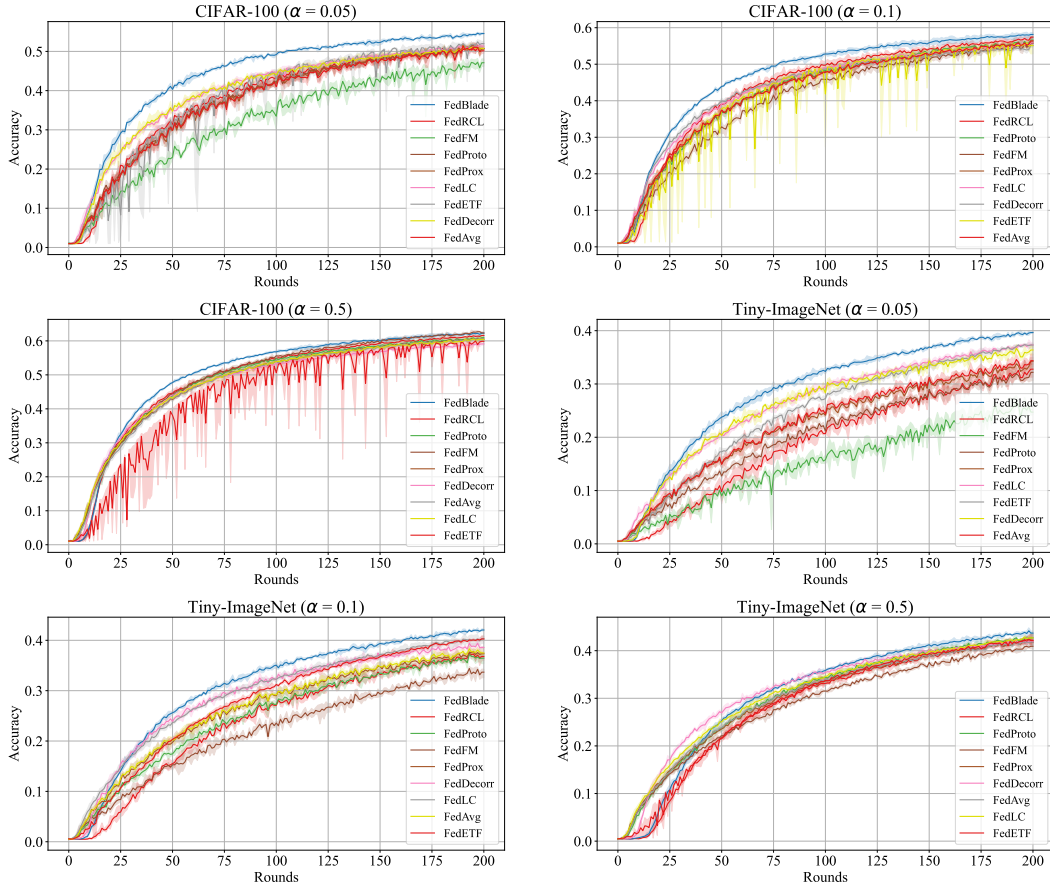 CIFAR-100 (α = 0.05)
Accuracy
0.5
0.4
0.3
0.2
0.1
0.0
FedBlade
FedRCL
FedFM
FedProto
FedProx
FedLC
FedETF
FedDecorr
FedAvg
0 25 50 75 100 125 150 175 200
Rounds
CIFAR-100 (α = 0.1)
Accuracy
0.6
0.5
0.4
0.3
0.2
0.1
0.0
FedBlade
FedRCL
FedProto
FedFM
FedProx
FedLC
FedDecorr
FedETF
FedAvg
0 25 50 75 100 125 150 175 200
Rounds
CIFAR-100 (α = 0.5)
Accuracy
0.6
0.5
0.4
0.3
0.2
0.1
0.0
FedBlade
FedRCL
FedProto
FedFM
FedProx
FedDecorr
FedAvg
FedLC
FedETF
0 25 50 75 100 125 150 175 200
Rounds
Tiny-ImageNet (α = 0.05)
Accuracy
0.4
0.3
0.2
0.1
0.0
FedBlade
FedRCL
FedFM
FedProto
FedProx
FedLC
FedETF
FedDecorr
FedAvg
0 25 50 75 100 125 150 175 200
Rounds
Tiny-ImageNet (α = 0.1)
Accuracy
0.4
0.3
0.2
0.1
0.0
FedBlade
FedRCL
FedProto
FedFM
FedProx
FedDecorr
FedLC
FedAvg
FedETF
0 25 50 75 100 125 150 175 200
Rounds
Tiny-ImageNet (α = 0.5)
Accuracy
0.4
0.3
0.2
0.1
0.0
FedBlade
FedRCL
FedProto
FedFM
FedProx
FedDecorr
FedAvg
FedLC
FedETF
0 25 50 75 100 125 150 175 200
Rounds